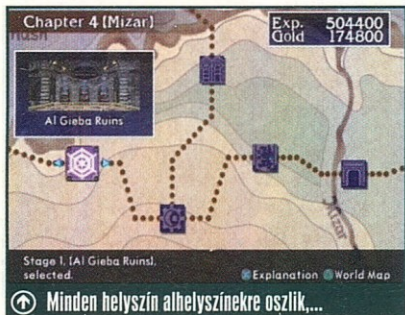 Chapter 4 (Mizar)
Exp. 504400
Gold 174800
Al Gieba Ruins
Mizar
Stage 1, (Al Gieba Ruins),
selected.
Explanation World Map
Minden helyszín alhelyszínekre oszlik,...